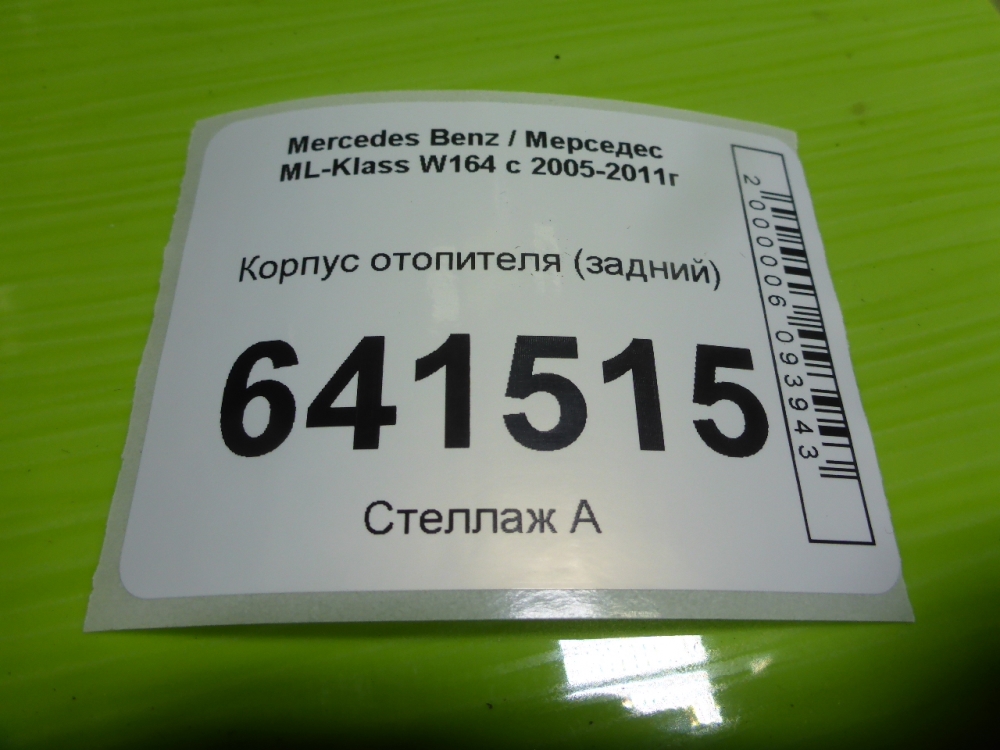 Mercedes Benz / Мерседес
ML-Klass W164 с 2005-2011г
Корпус отопителя (задний)
641515
Стеллаж А
2000006093943